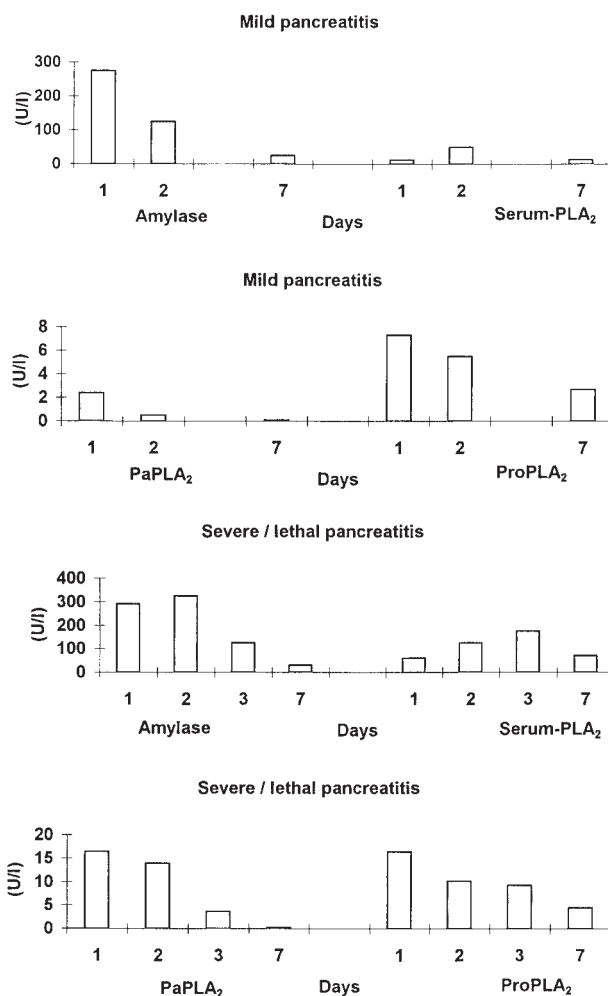 Mild pancreatitis
300
200
100
0
(U/l)
1 2 7 1 2 7
Amylase Days Serum-PLA₂
Mild pancreatitis
8
6
4
2
0
(U/l)
1 2 7 1 2 7
PaPLA₂ Days ProPLA₂
Severe / lethal pancreatitis
400
300
200
100
0
(U/l)
1 2 3 7 1 2 3 7
Amylase Days Serum-PLA₂
Severe / lethal pancreatitis
20
15
10
5
0
(U/l)
1 2 3 7 1 2 3 7
PaPLA₂ Days ProPLA₂